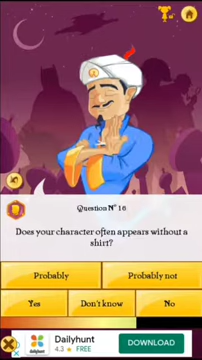 Question N° 16
Does your character often appears without a
shirt?
Probably
Probably not
Yes
Don't know
No
Dailyhunt
4.3 ★ FREE
DOWNLOAD